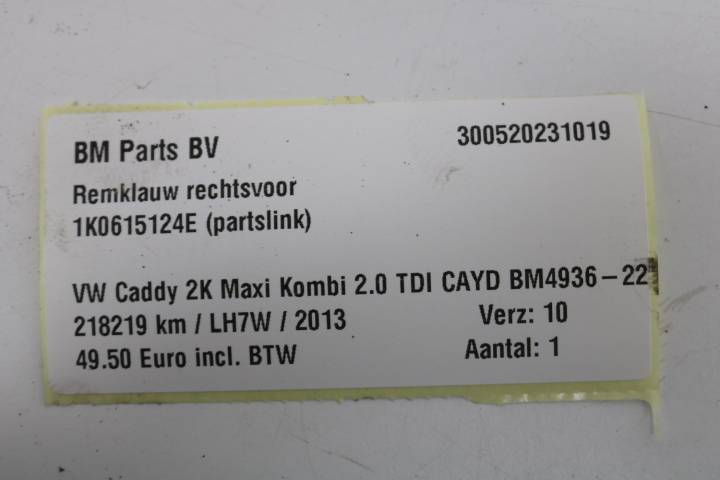 BM Parts BV 300520231019
Remklauw rechtsvoor
1K0615124E (partslink)
VW Caddy 2K Maxi Kombi 2.0 TDI CAYD BM4936-22
218219 km / LH7W / 2013 Verz: 10
49.50 Euro incl. BTW Aantal: 1